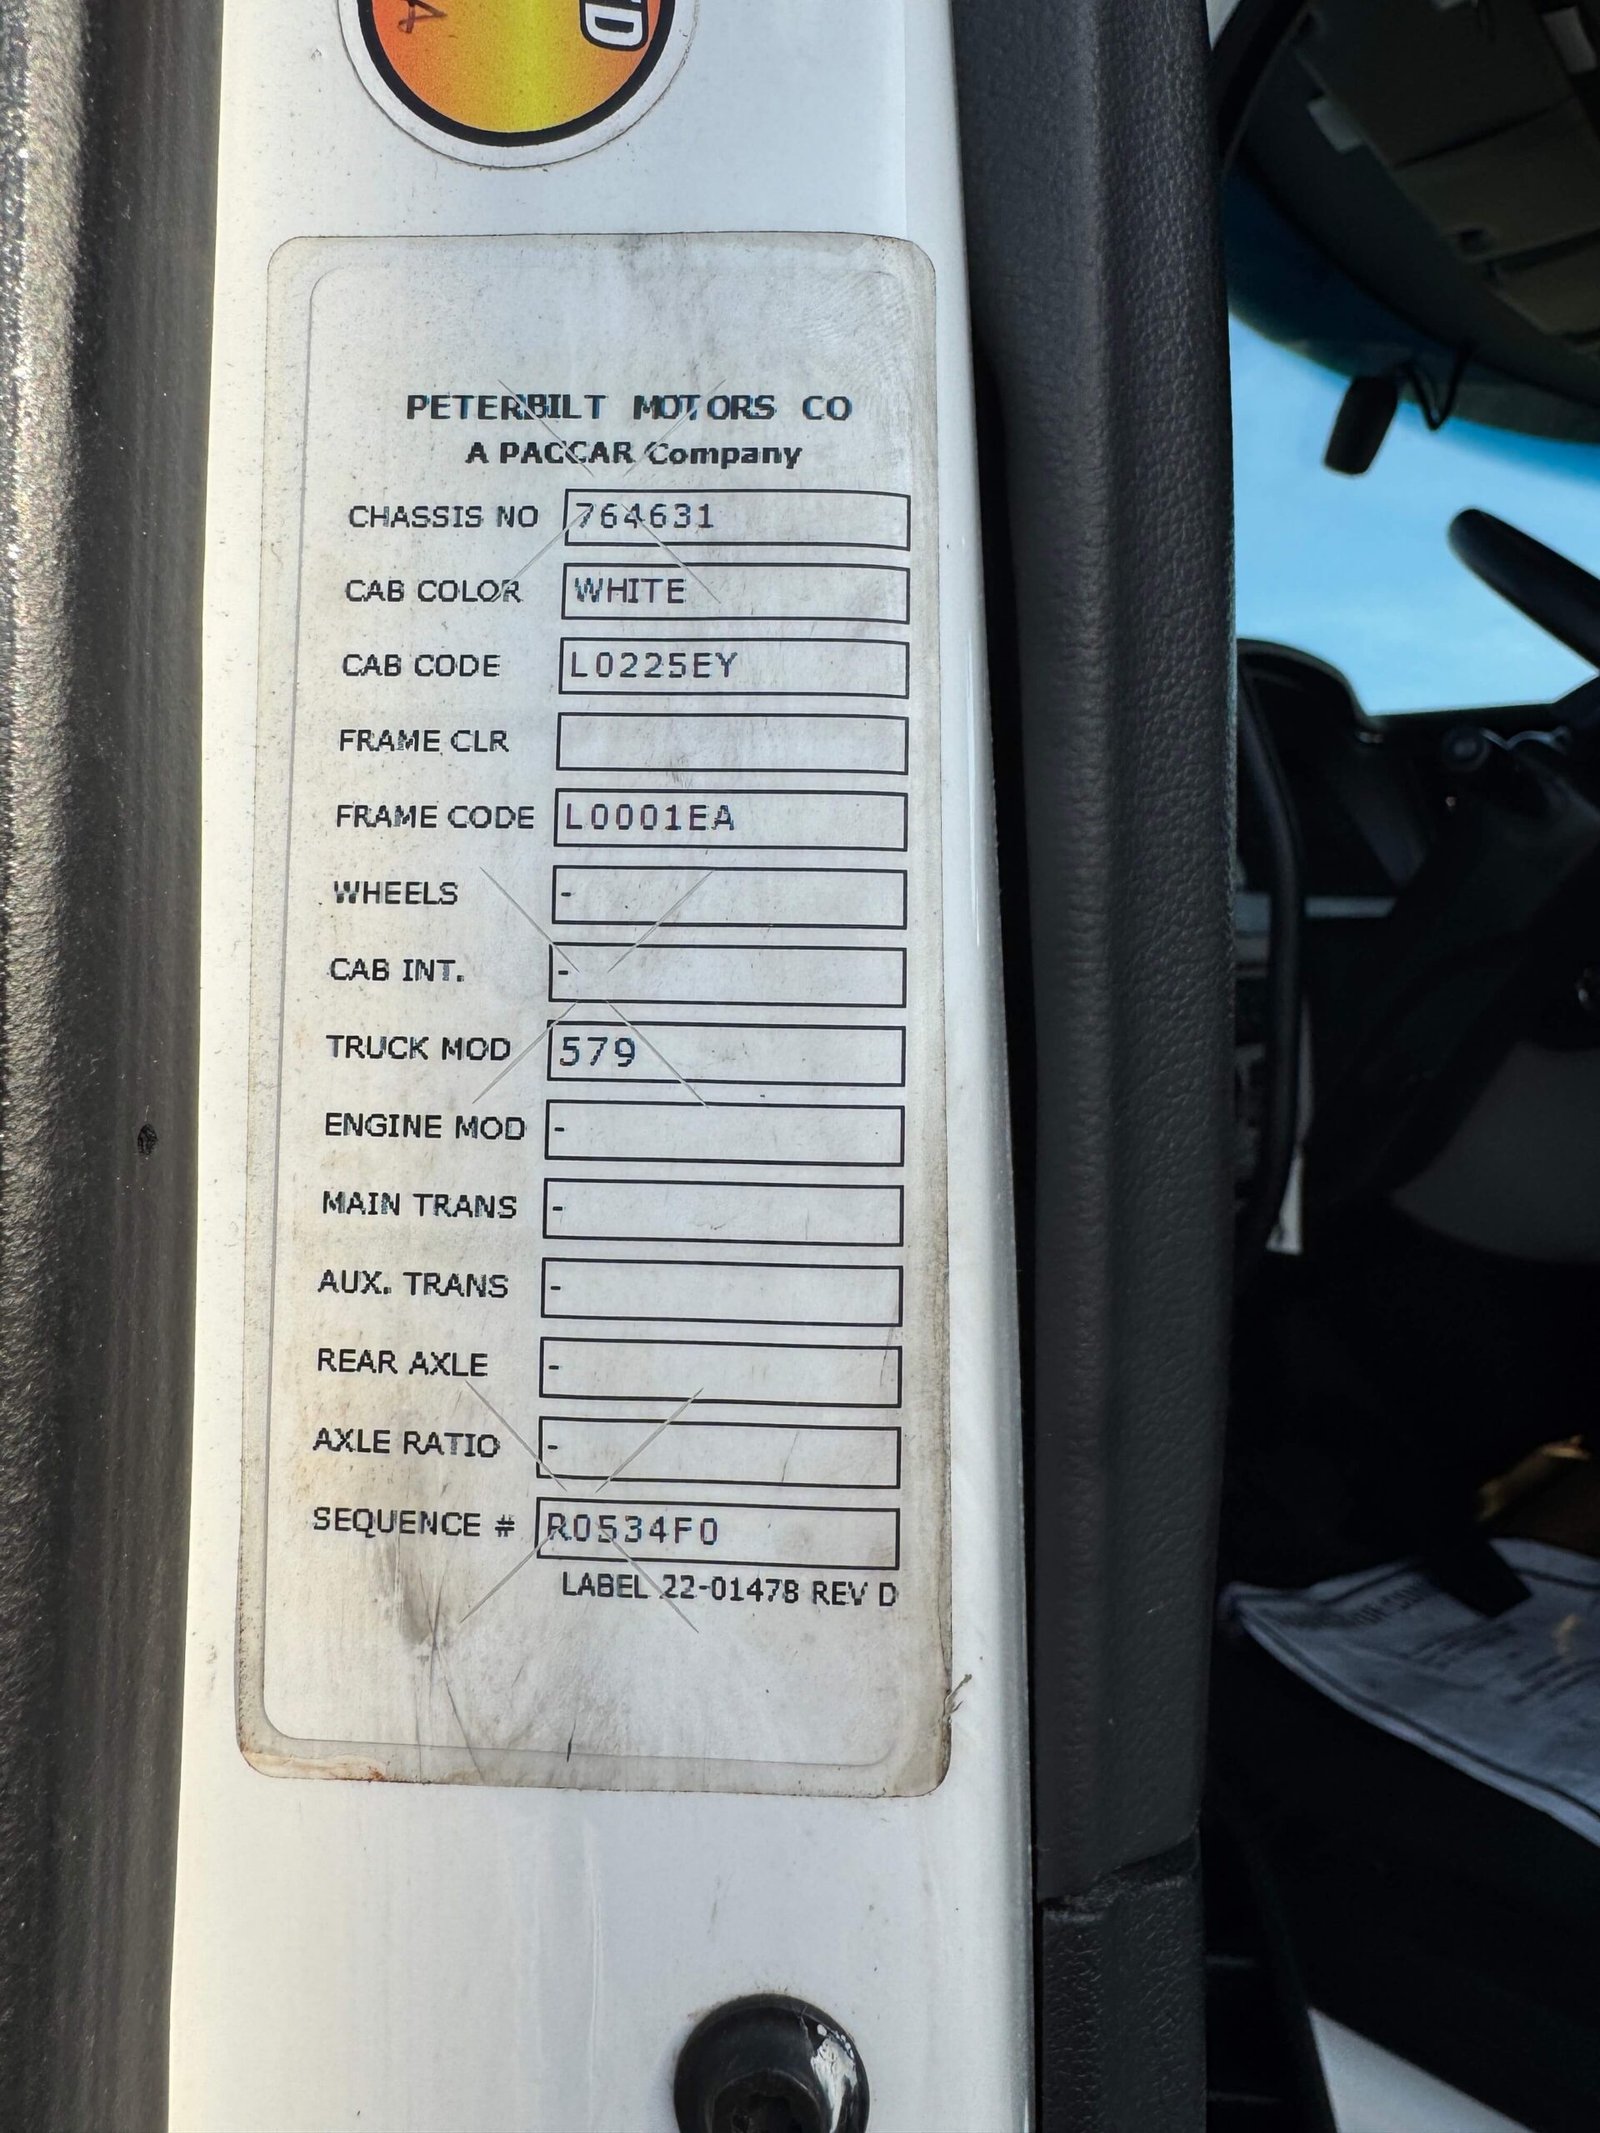 PETERBILT MOTORS CO
A PACCAR Company
CHASSIS NO 764631
CAB COLOR WHITE
CAB CODE L0225EY
FRAME CLR
FRAME CODE L0001EA
WHEELS -
CAB INT. -
TRUCK MOD 579
ENGINE MOD -
MAIN TRANS -
AUX. TRANS -
REAR AXLE -
AXLE RATIO -
SEQUENCE # R0534F0
LABEL 22-01478 REV D